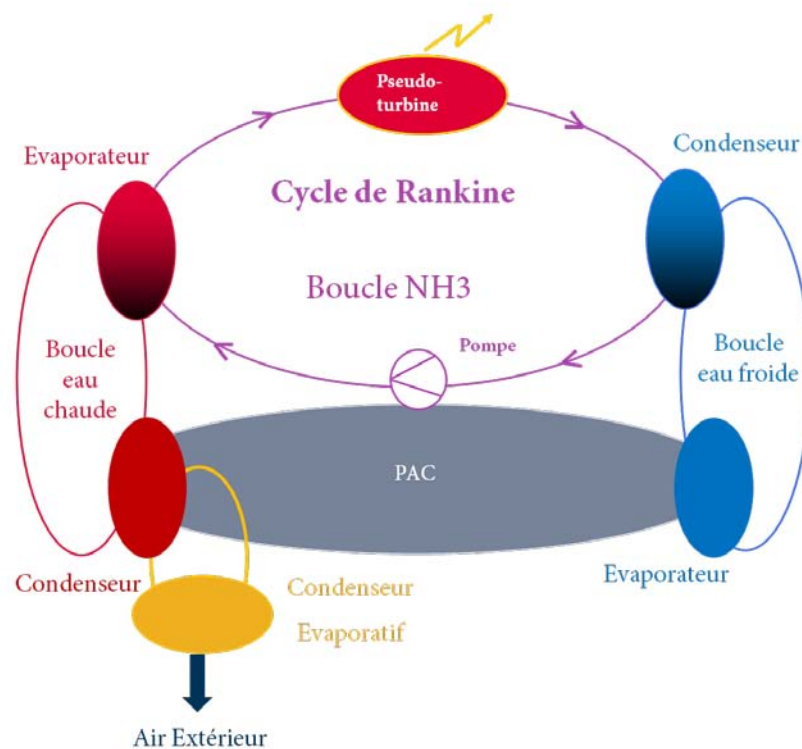 Pseudo-
turbine
Evaporateur
Condenseur
Cycle de Rankine
Boucle NH3
Pompe
Boucle
eau
chaude
Boucle
eau froide
PAC
Condenseur
Condenseur
Evaporatif
Evaporateur
Air Extérieur